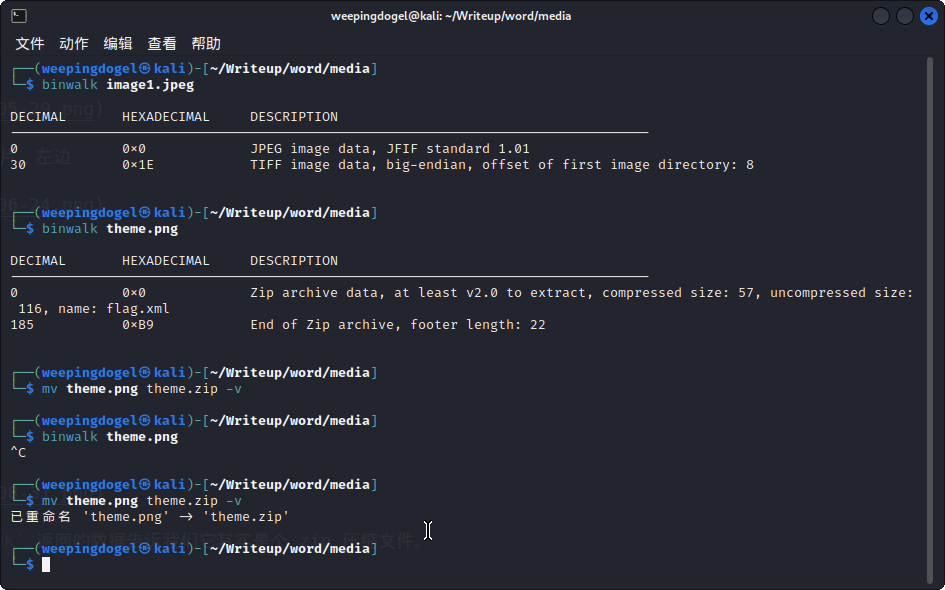 weepingdogel@kali: ~/Writeup/word/media
文件 动作 编辑 查看 帮助
┌──(weepingdogel㉿kali)-[~/Writeup/word/media]
└─$ binwalk image1.jpeg
DECIMAL       HEXADECIMAL     DESCRIPTION
0             0×0             JPEG image data, JFIF standard 1.01
30            0×1E            TIFF image data, big-endian, offset of first image directory: 8
┌──(weepingdogel㉿kali)-[~/Writeup/word/media]
└─$ binwalk theme.png
DECIMAL       HEXADECIMAL     DESCRIPTION
0             0×0             Zip archive data, at least v2.0 to extract, compressed size: 57, uncompressed size:
 116, name: flag.xml
185           0×B9            End of Zip archive, footer length: 22
┌──(weepingdogel㉿kali)-[~/Writeup/word/media]
└─$ mv theme.png theme.zip -v
┌──(weepingdogel㉿kali)-[~/Writeup/word/media]
└─$ binwalk theme.png
^C
┌──(weepingdogel㉿kali)-[~/Writeup/word/media]
└─$ mv theme.png theme.zip -v
已重命名 'theme.png' → 'theme.zip'
┌──(weepingdogel㉿kali)-[~/Writeup/word/media]
└─$